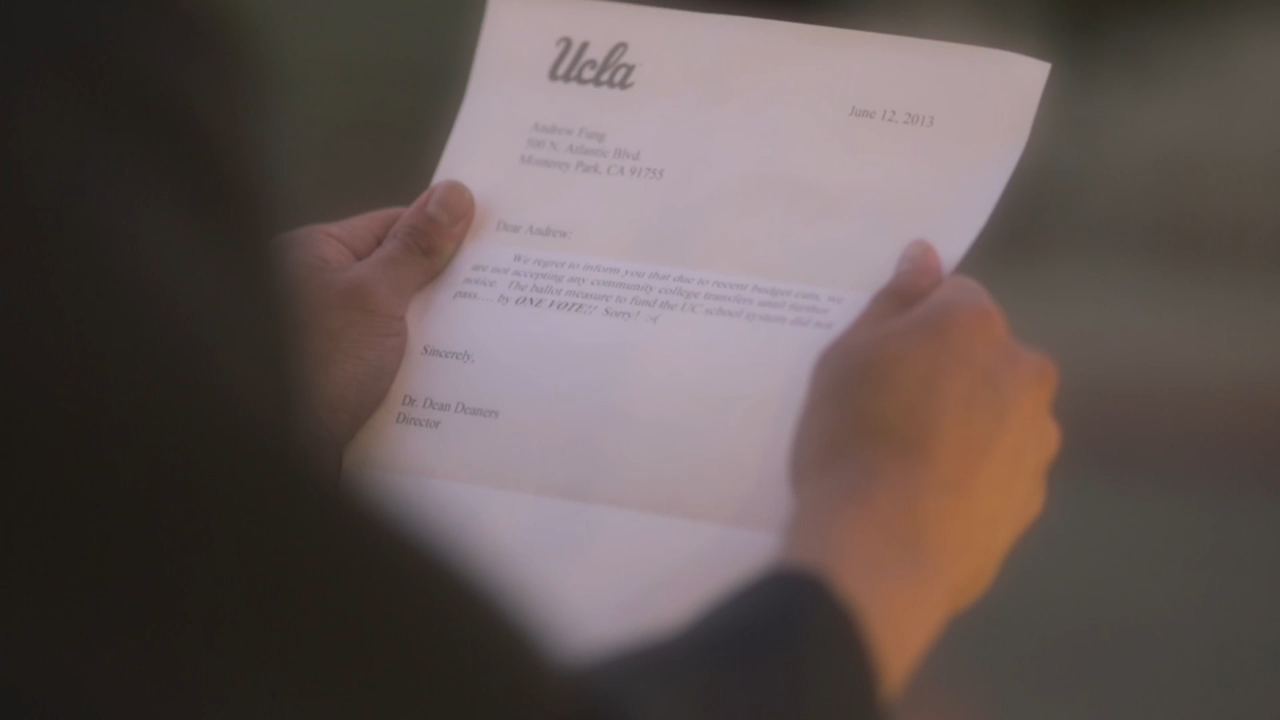 Ucla
June 12, 2013
Andrew Fung
500 N. Atlantic Blvd
Monterey Park, CA 91755
Dear Andrew:
We regret to inform you that due to recent budget cuts, we
are not accepting any community college transfers until further
notice. The ballot measure to fund the UC school system did not
pass.... by ONE VOTE!! Sorry! :-(
Sincerely,
Dr. Dean Deaners
Director